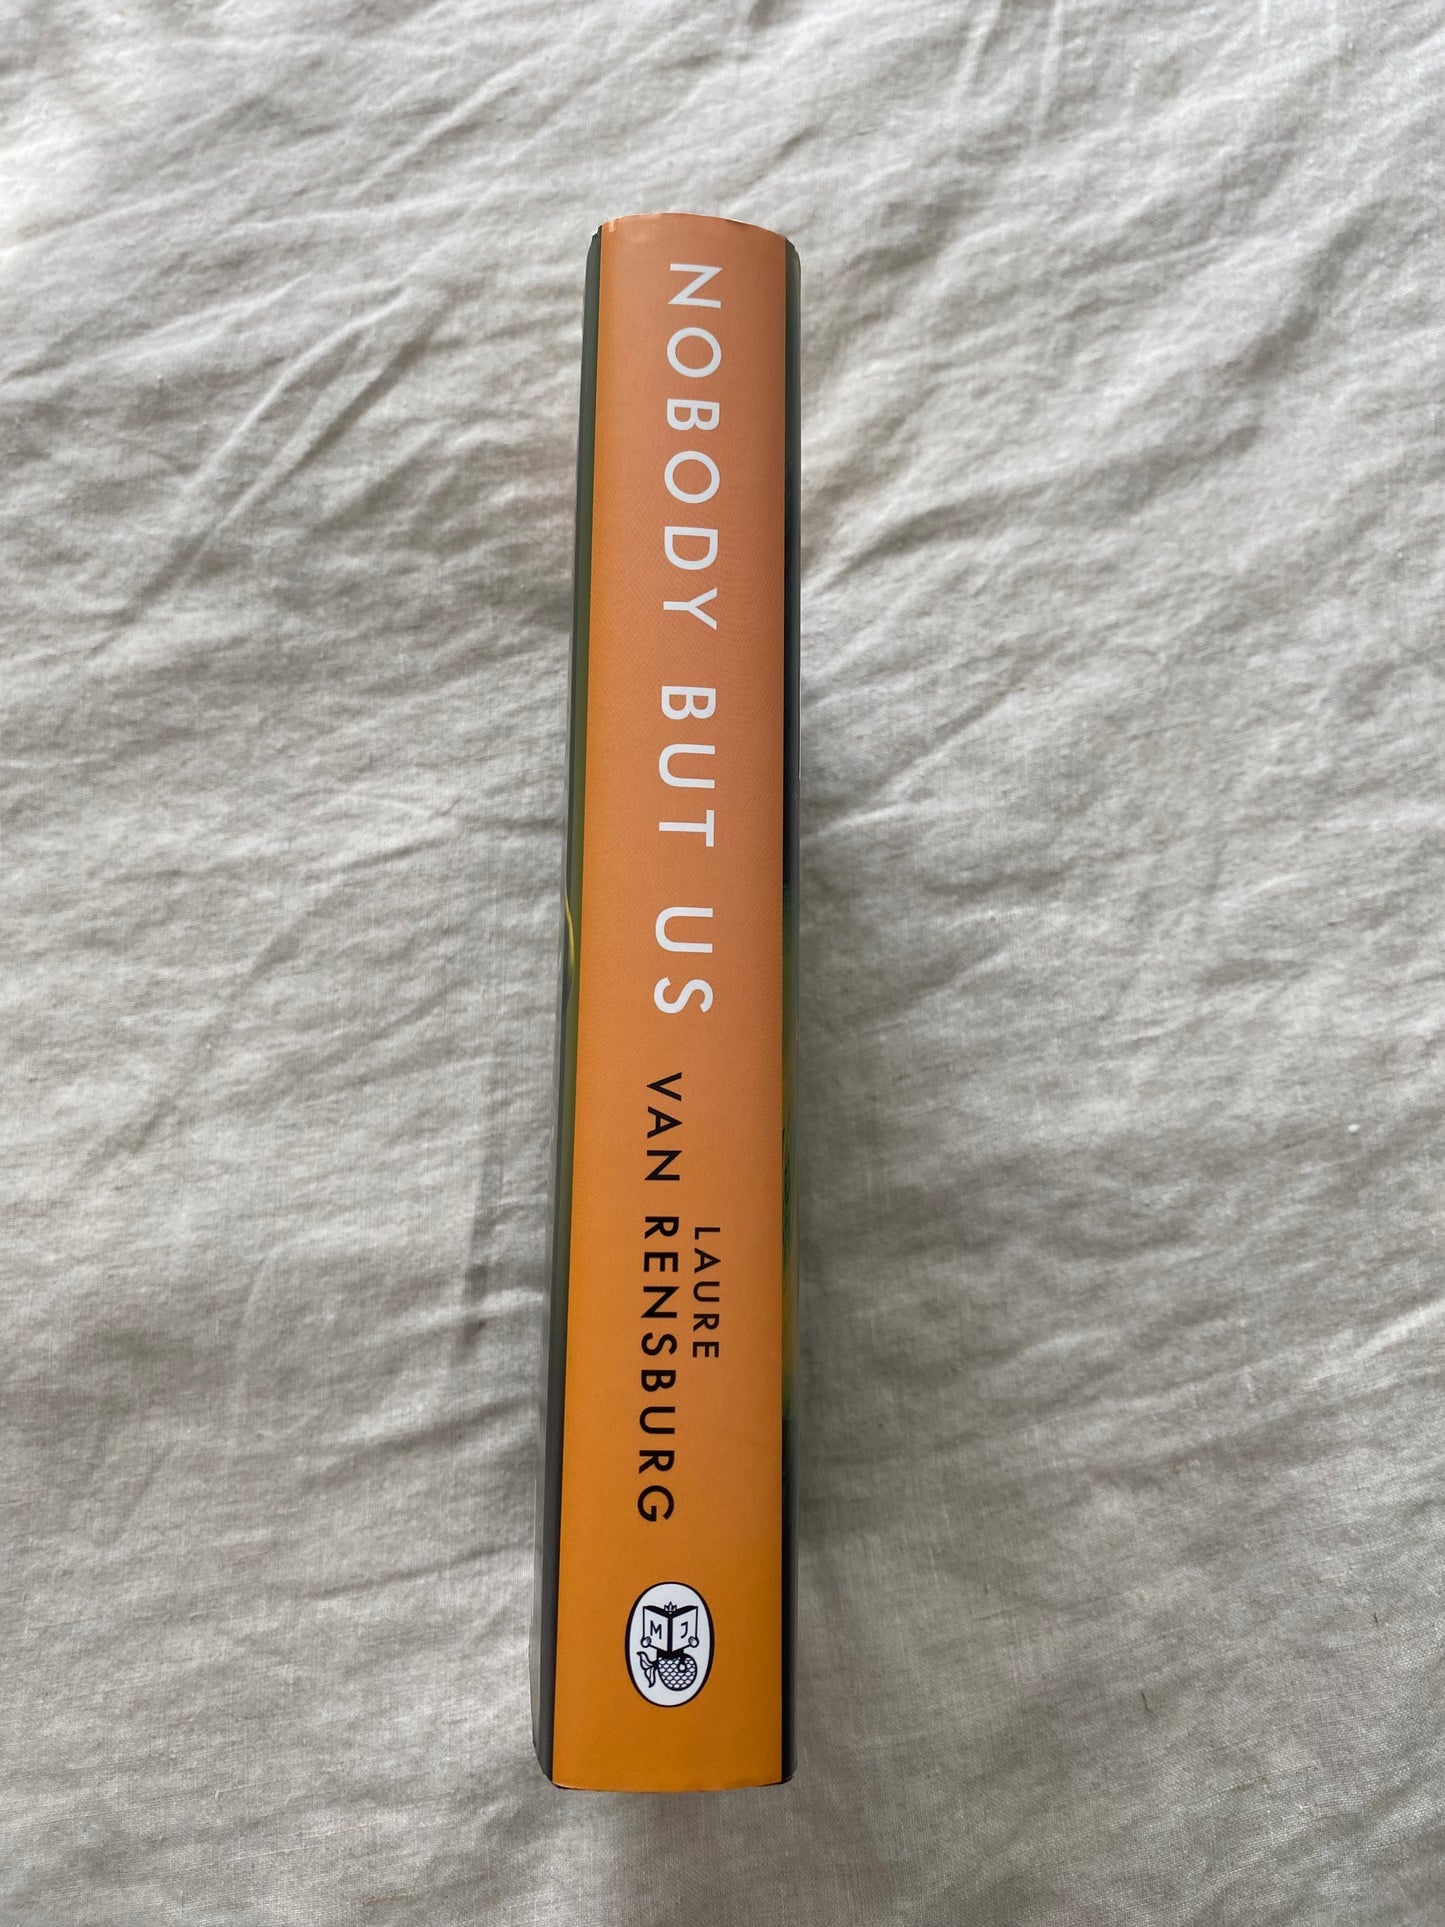 NOBODY BUT US
LAURE
VAN RENSBURG
M J